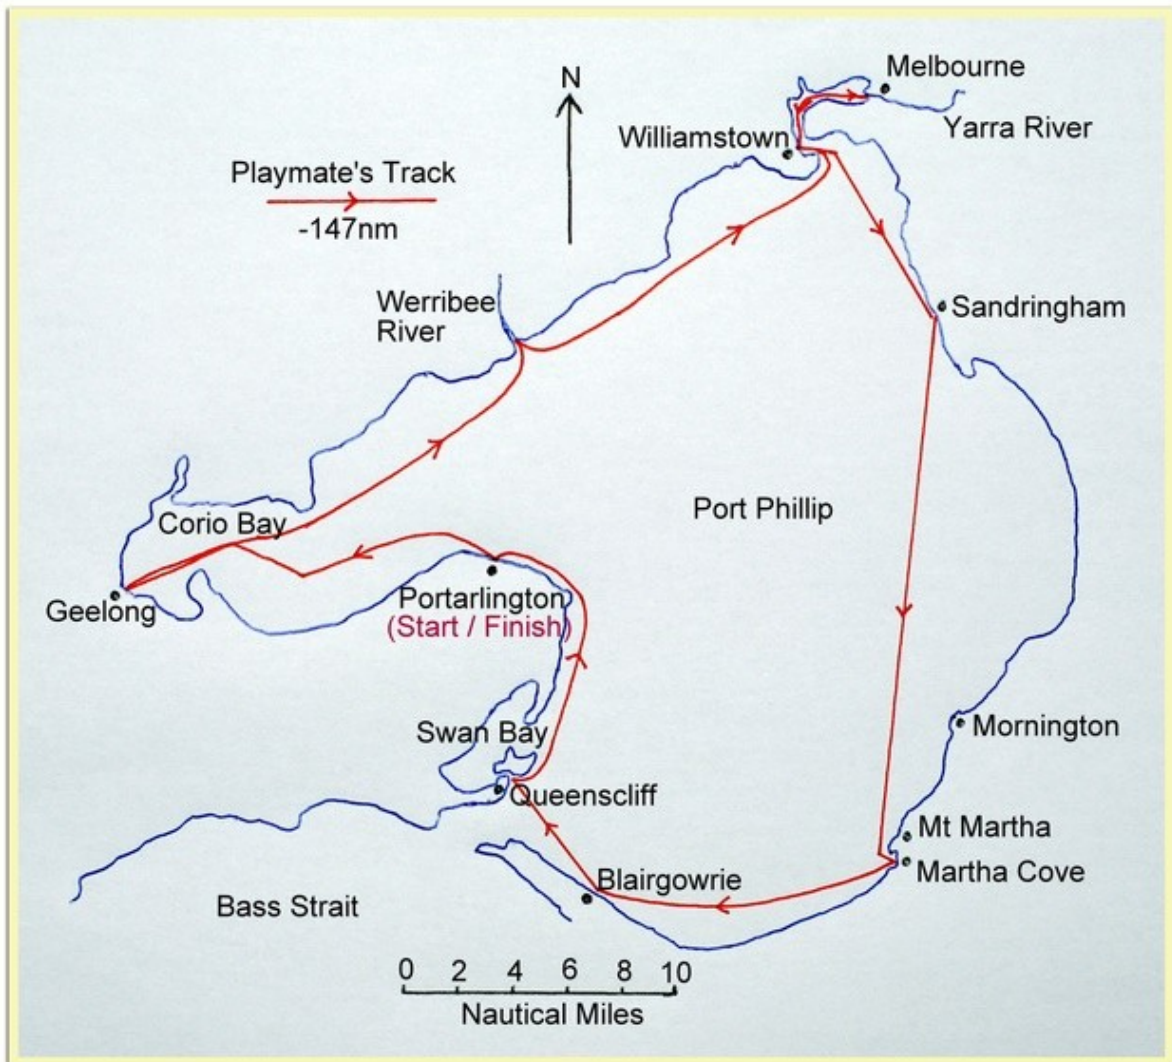 Melbourne
N
Yarra River
Williamstown
Playmate's Track
-147nm
Werribee
River
Sandringham
Port Phillip
Corio Bay
Geelong
Portarlington
(Start / Finish)
Mornington
Swan Bay
Queenscliff
Mt Martha
Martha Cove
Blairgowrie
Bass Strait
0 2 4 6 8 10
Nautical Miles